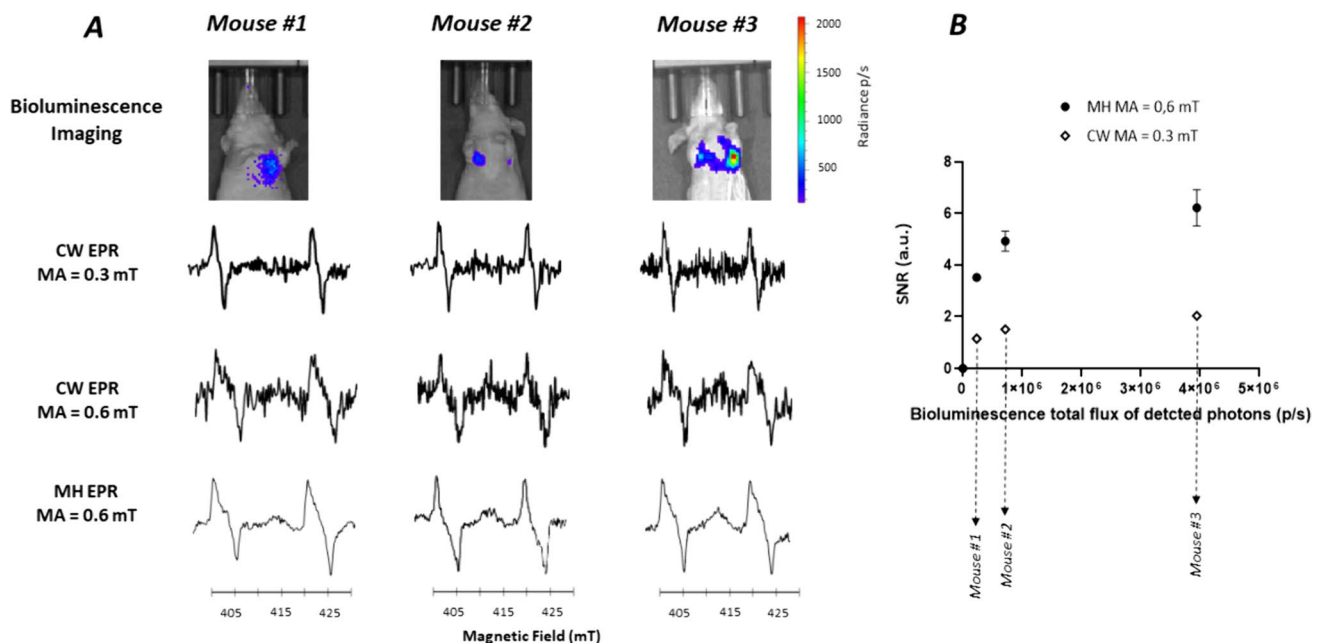 A
Mouse #1
Mouse #2
Mouse #3
Bioluminescence
Imaging
2000
1500
1000
500
Radiance p/s
CW EPR
MA = 0.3 mT
CW EPR
MA = 0.6 mT
MH EPR
MA = 0.6 mT
405
415
425
405
415
425
405
415
425
Magnetic Field (mT)
B
MH MA = 0,6 mT
CW MA = 0.3 mT
SNR (a.u.)
8
6
4
2
0
0
1×10⁶
2×10⁶
3×10⁶
4×10⁶
5×10⁶
Bioluminescence total flux of detcted photons (p/s)
Mouse #1
Mouse #2
Mouse #3